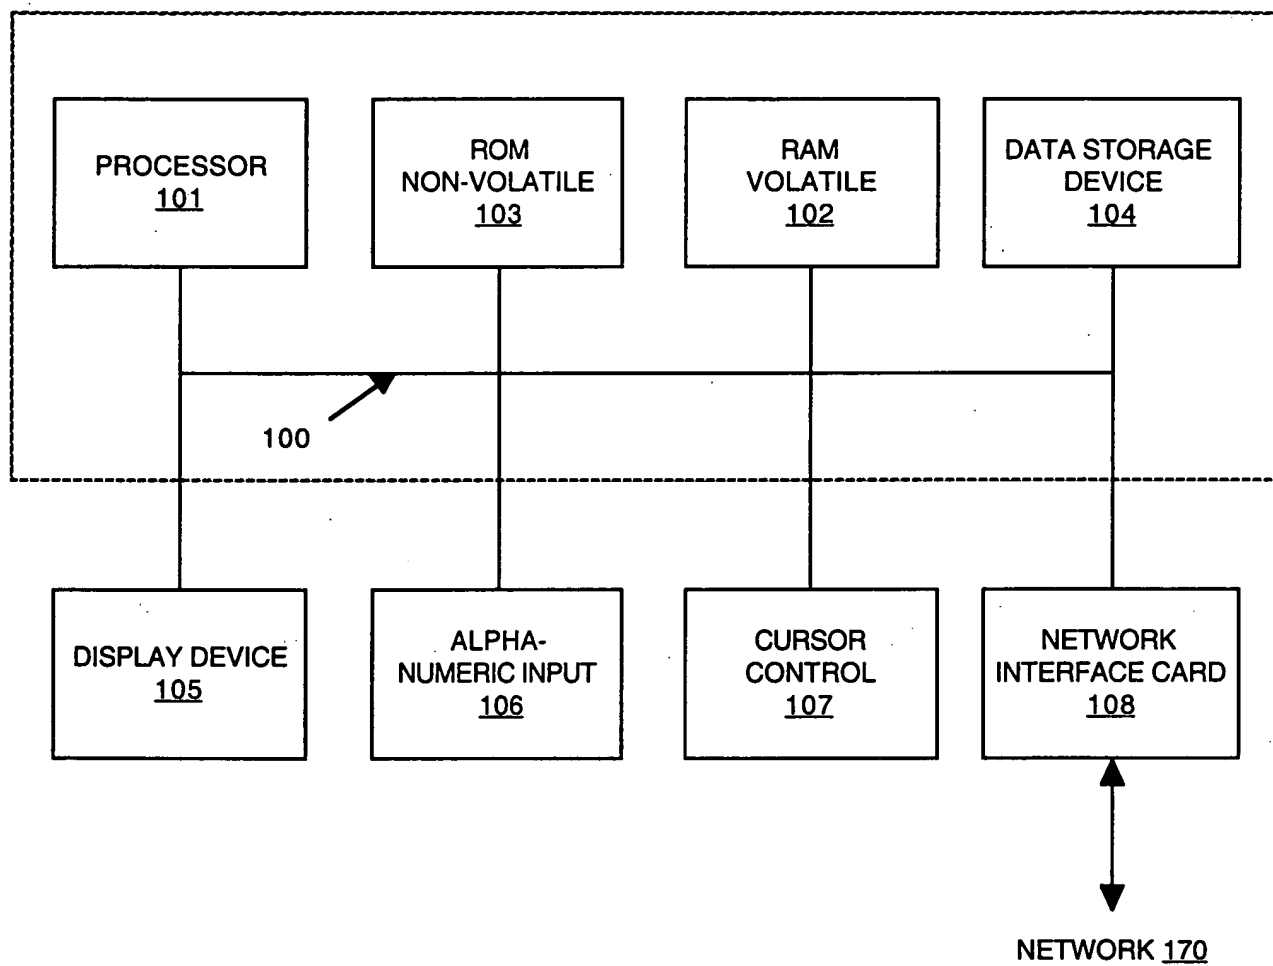 PROCESSOR
101
ROM
NON-VOLATILE
103
RAM
VOLATILE
102
DATA STORAGE
DEVICE
104
100
DISPLAY DEVICE
105
ALPHA-
NUMERIC INPUT
106
CURSOR
CONTROL
107
NETWORK
INTERFACE CARD
108
NETWORK 170